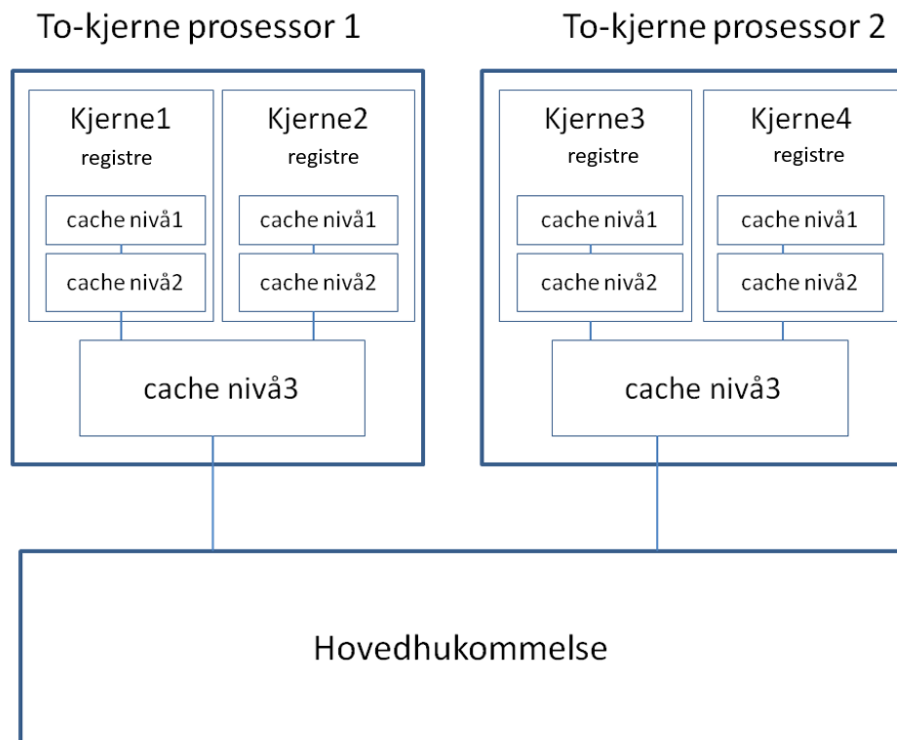 To-kjerne prosessor 1
To-kjerne prosessor 2
Kjerne1
registre
cache nivå1
cache nivå2
Kjerne2
registre
cache nivå1
cache nivå2
cache nivå3
Kjerne3
registre
cache nivå1
cache nivå2
Kjerne4
registre
cache nivå1
cache nivå2
cache nivå3
Hovedhukommelse